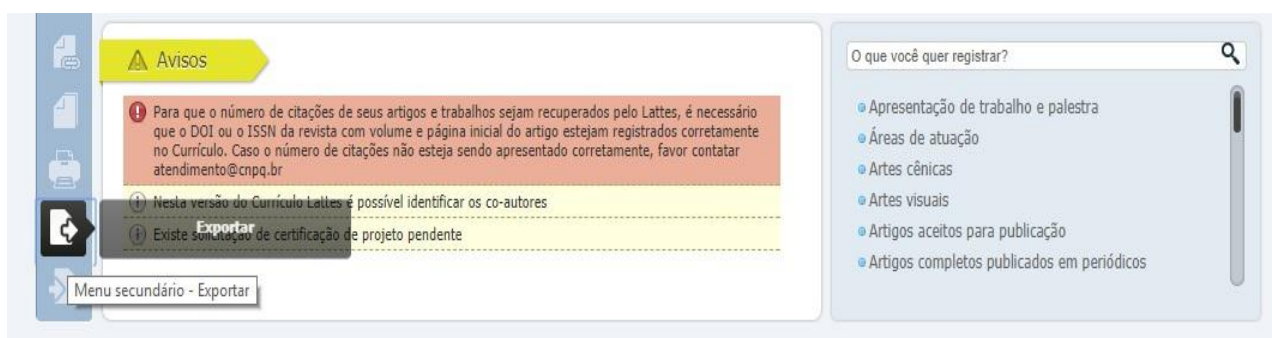 Avisos
Para que o número de citações de seus artigos e trabalhos sejam recuperados pelo Lattes, é necessário
que o DOI ou o ISSN da revista com volume e página inicial do artigo estejam registrados corretamente
no Currículo. Caso o número de citações não esteja sendo apresentado corretamente, favor contatar
atendimento@cnpq.br
Nesta versão do Currículo Lattes é possível identificar os co-autores
Existe solicitação de certificação de projeto pendente
Exportar
Menu secundário - Exportar
O que você quer registrar?
Apresentação de trabalho e palestra
Áreas de atuação
Artes cênicas
Artes visuais
Artigos aceitos para publicação
Artigos completos publicados em periódicos